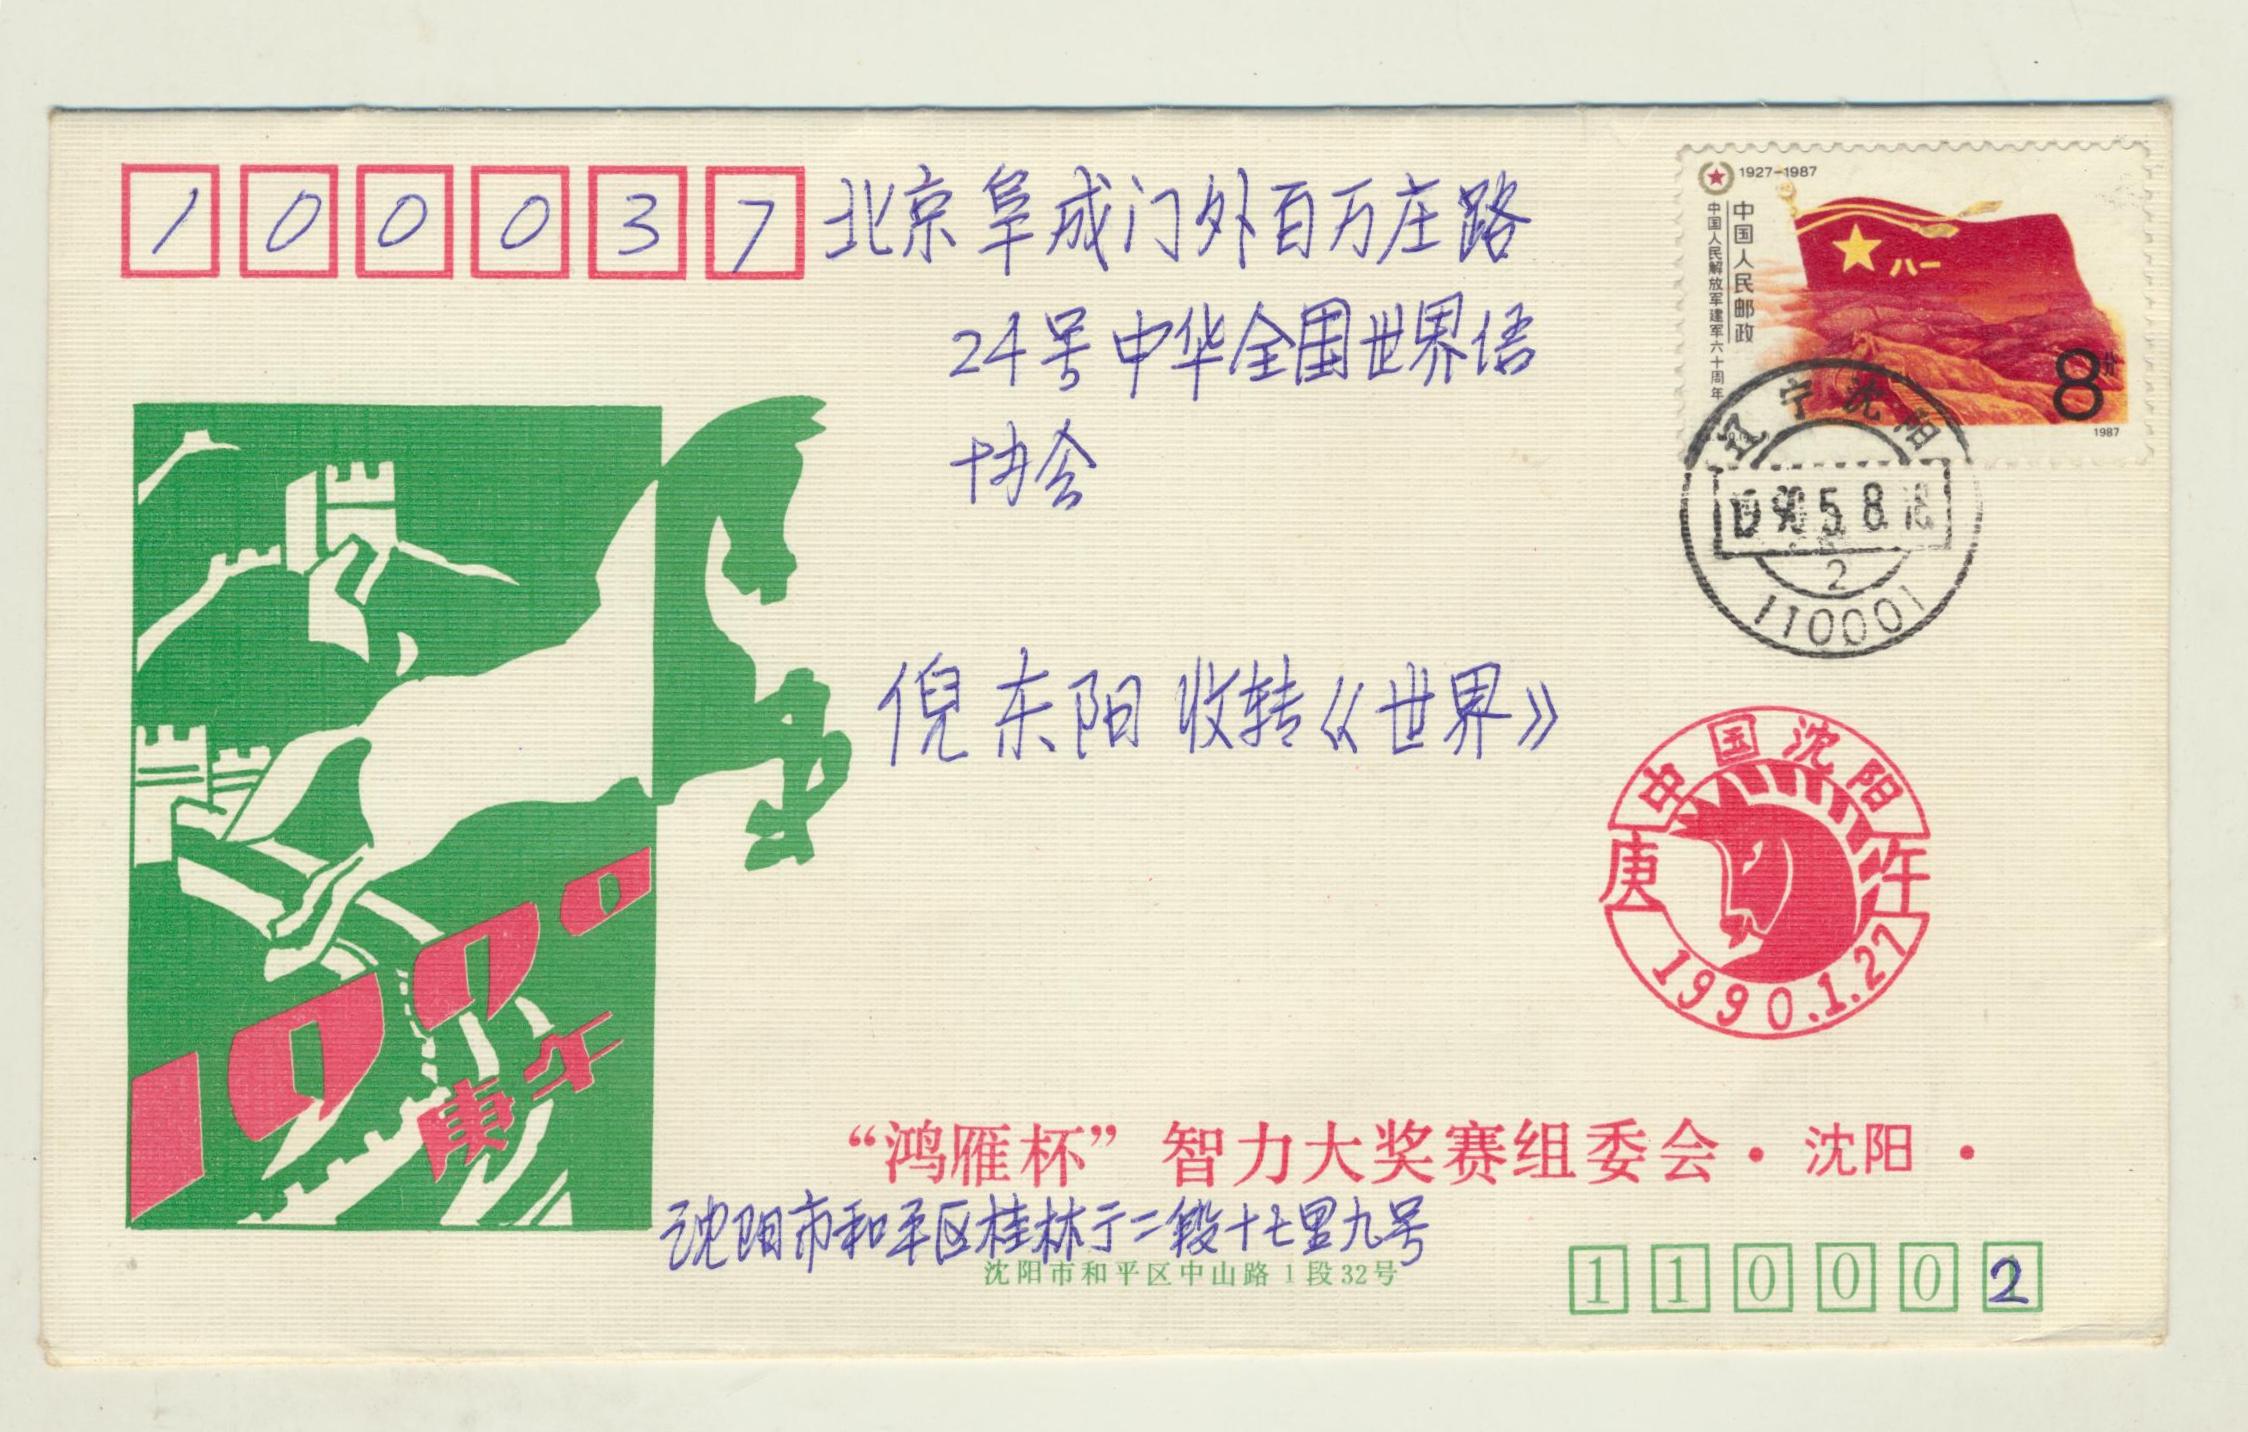 100037
北京阜成门外百万庄路
24号中华全国世界语
协会
倪东阳 收转《世界》
1927-1987
中国人民邮政
中国人民解放军建军六十周年
八一
8分
1987
辽宁沈阳
1990.5.8.18
2
110001
中国沈阳
庚午
1990.1.27
1990
庚午
“鸿雁杯”智力大奖赛组委会·沈阳·
沈阳市和平区桂林亍二段十七里九号
沈阳市和平区中山路1段32号
110002